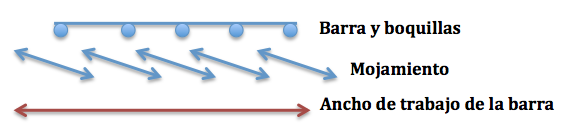 Barra y boquillas
Mojamiento
Ancho de trabajo de la barra